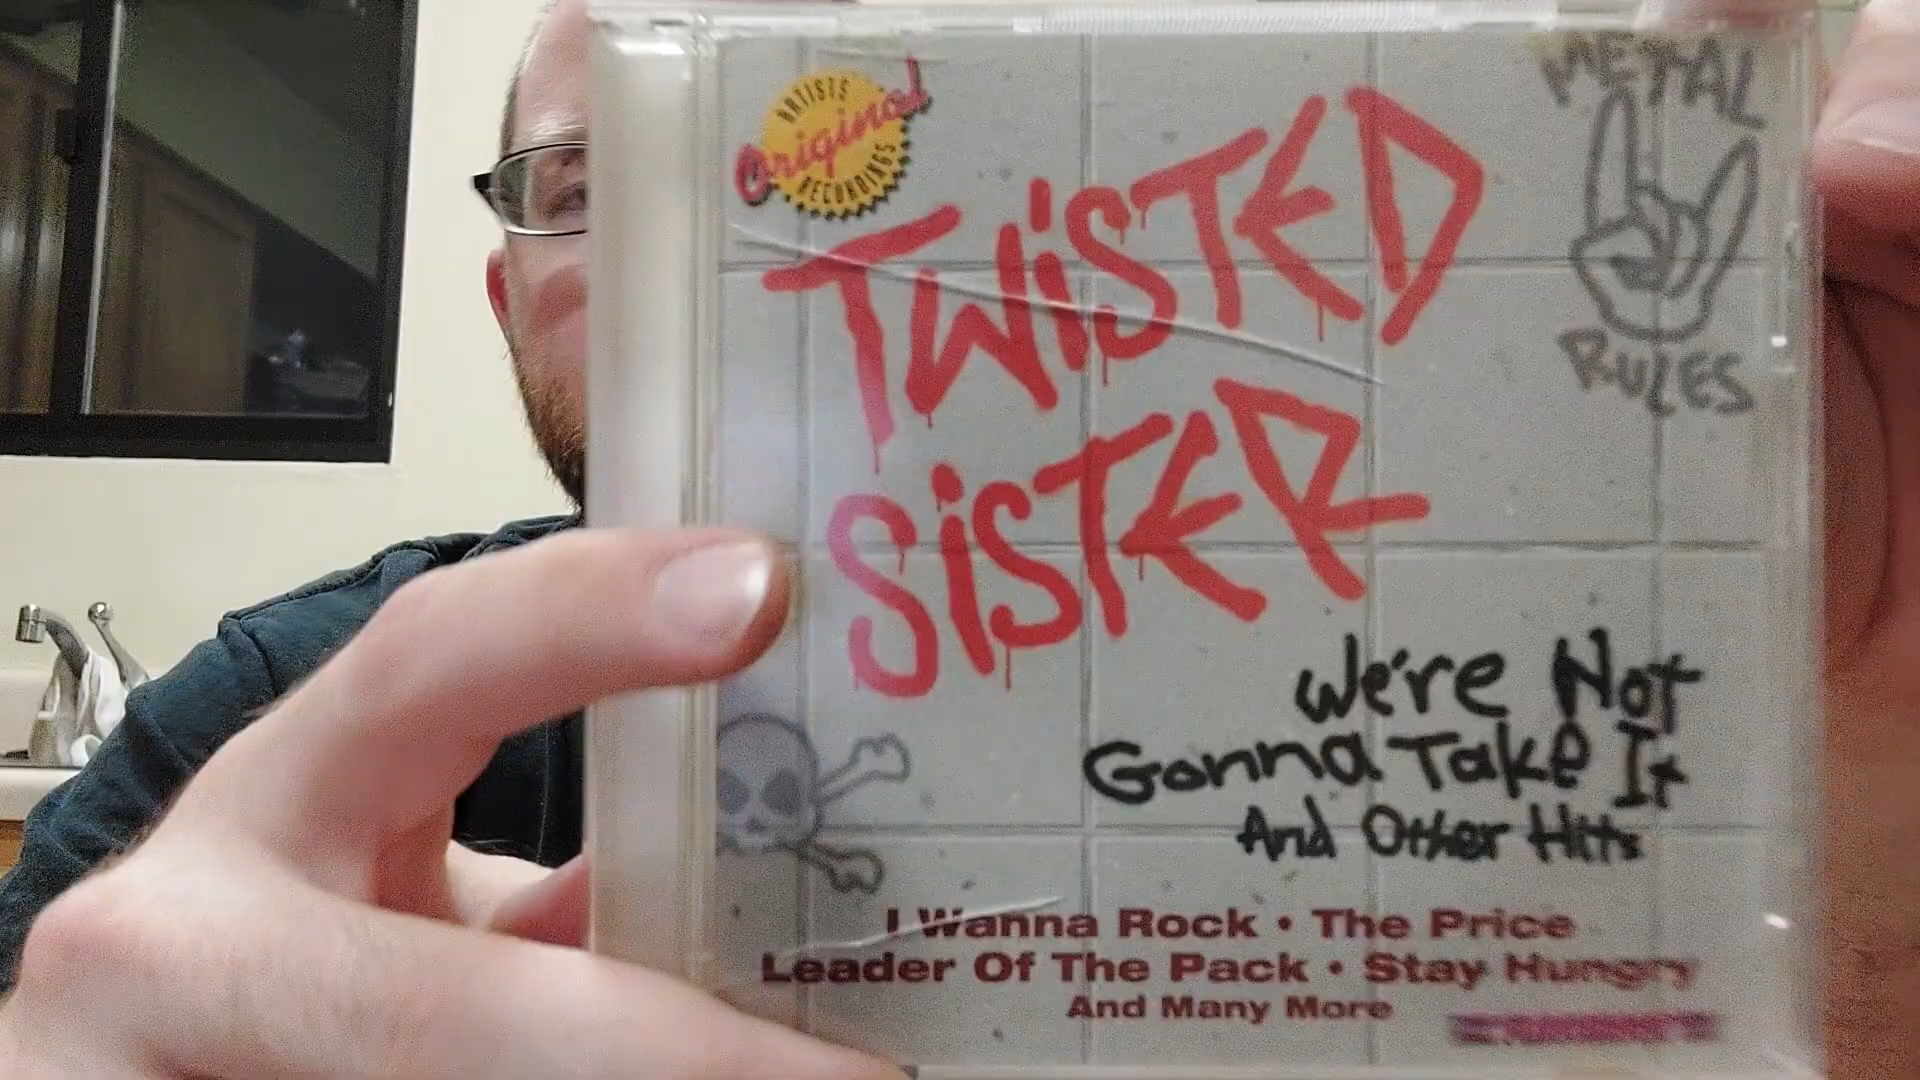 ARTISTS
Original
RECORDINGS
METAL
RULES
TWiSTED
SiSTER
We're Not
Gonna Take It
And Other Hits
I Wanna Rock • The Price
Leader Of The Pack • Stay Hungry
And Many More